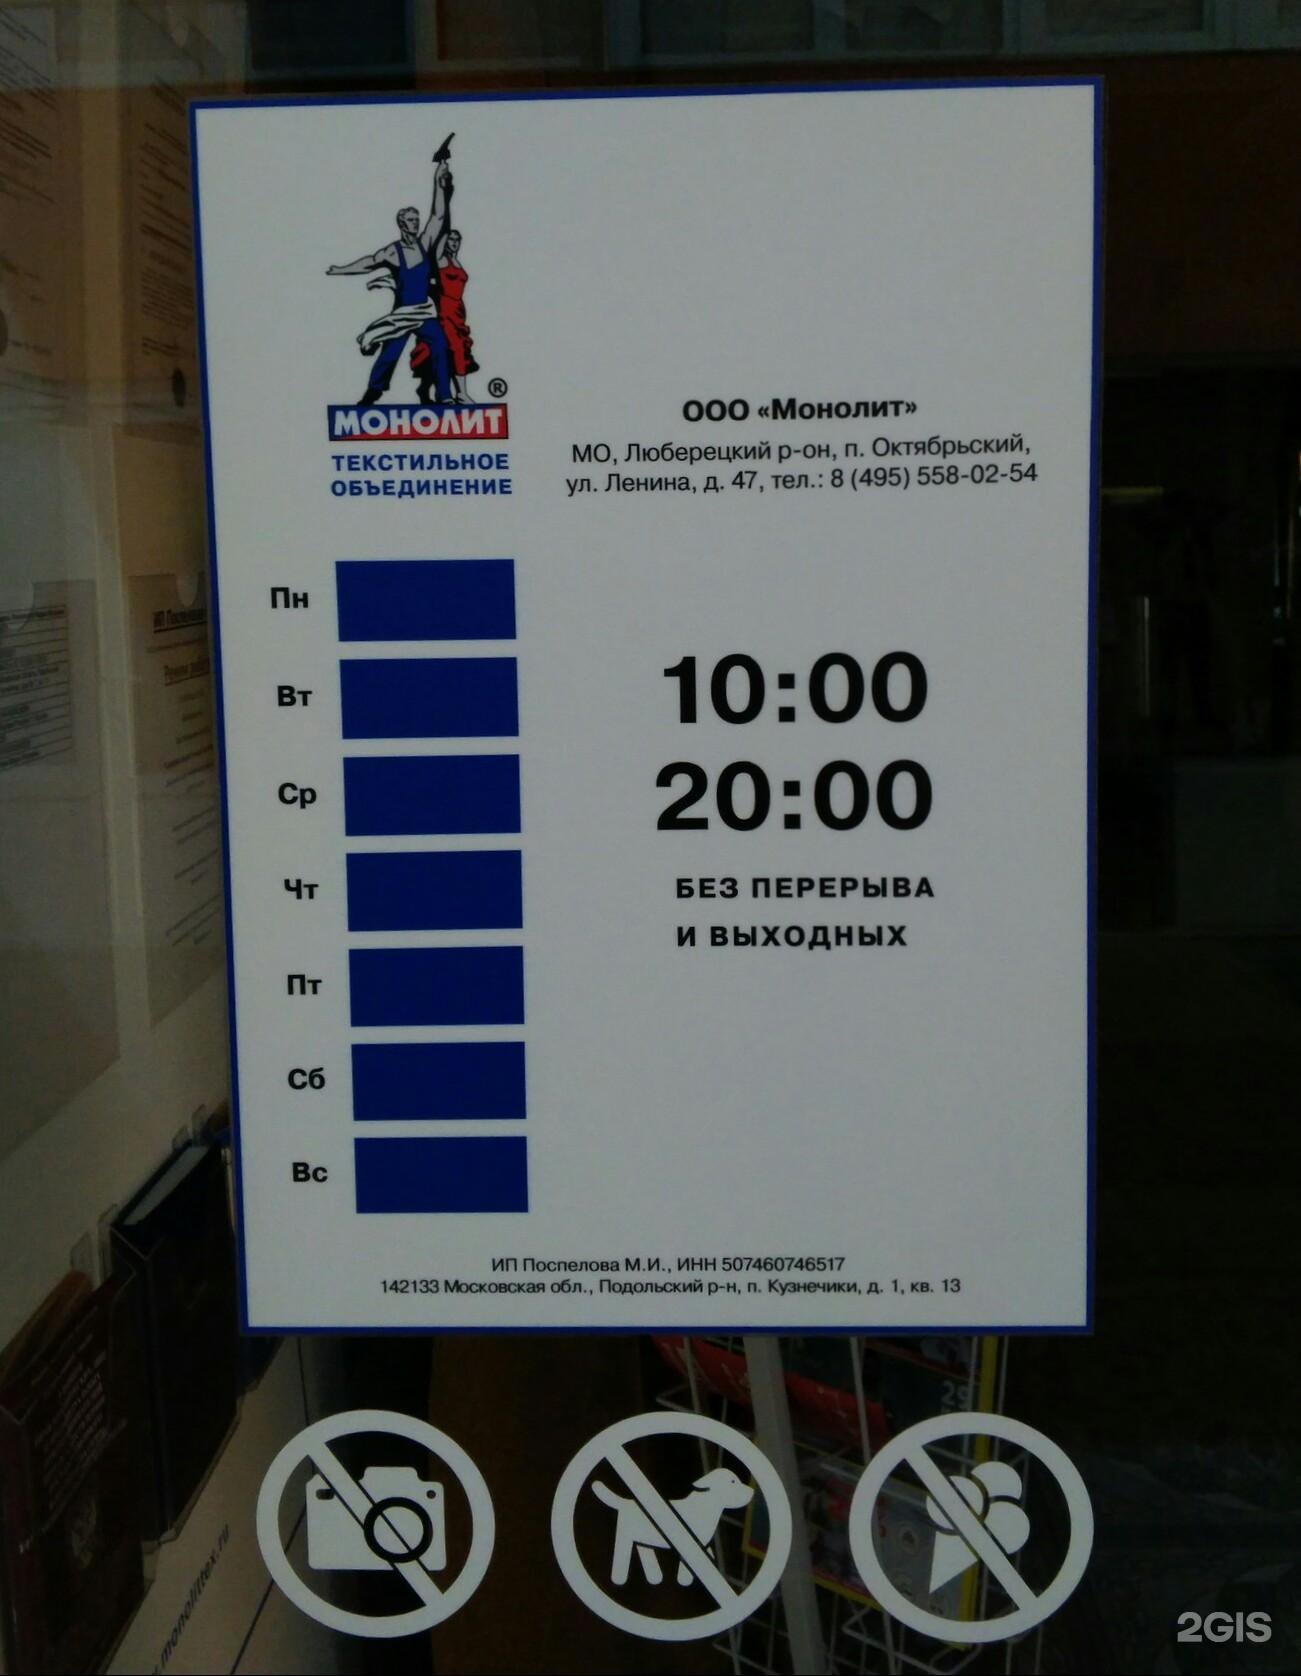 МОНОЛИТ ®
ТЕКСТИЛЬНОЕ
ОБЪЕДИНЕНИЕ
ООО «Монолит»
МО, Люберецкий р-он, п. Октябрьский,
ул. Ленина, д. 47, тел.: 8 (495) 558-02-54
Пн
Вт
Ср
Чт
Пт
Сб
Вс
10:00
20:00
БЕЗ ПЕРЕРЫВА
И ВЫХОДНЫХ
ИП Поспелова М.И., ИНН 507460746517
142133 Московская обл., Подольский р-н, п. Кузнечики, д. 1, кв. 13
.monolittex.ru
2GIS